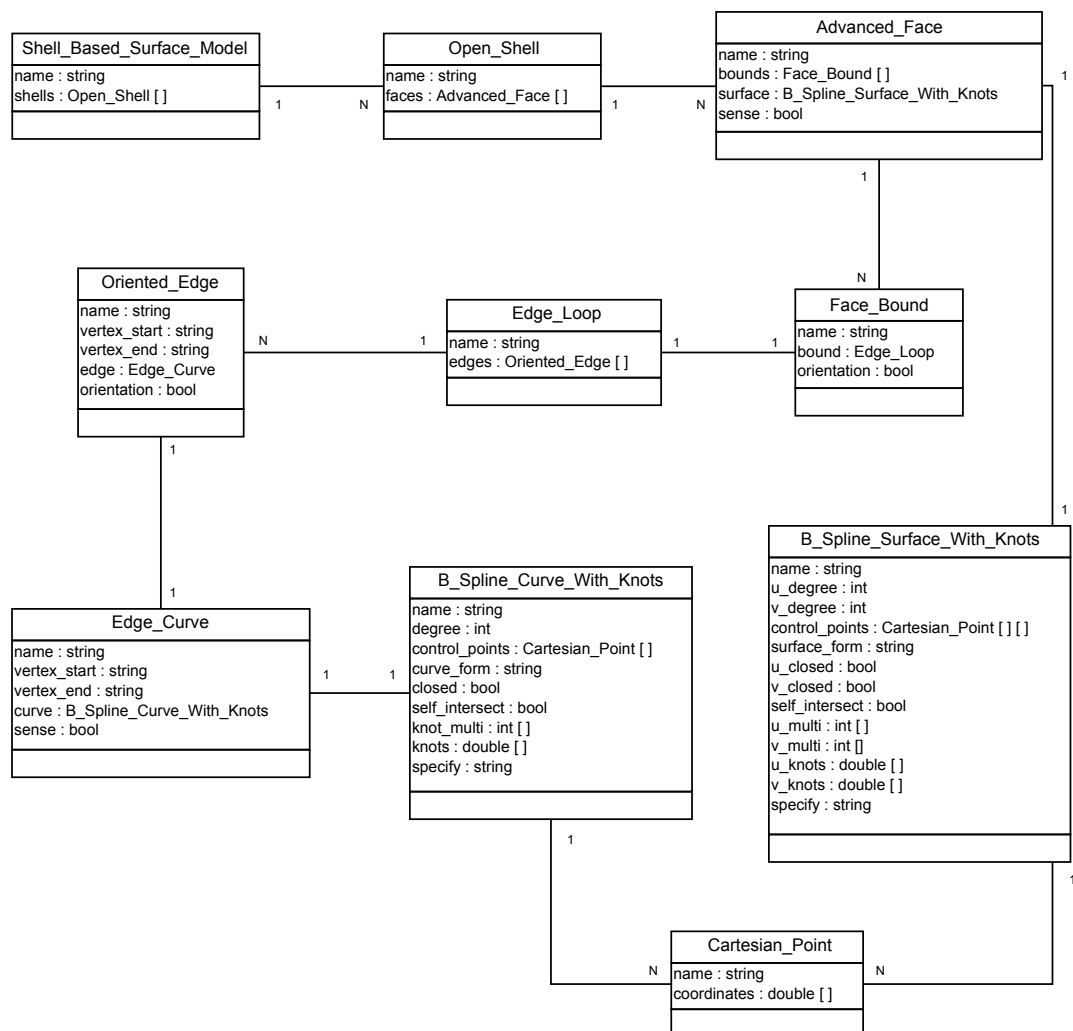 Shell_Based_Surface_Model
name : string
shells : Open_Shell [ ]
1
N
Open_Shell
name : string
faces : Advanced_Face [ ]
1
N
Advanced_Face
name : string
bounds : Face_Bound [ ]
surface : B_Spline_Surface_With_Knots
sense : bool
1
1
N
Oriented_Edge
name : string
vertex_start : string
vertex_end : string
edge : Edge_Curve
orientation : bool
N
1
Edge_Loop
name : string
edges : Oriented_Edge [ ]
1
1
Face_Bound
name : string
bound : Edge_Loop
orientation : bool
1
1
1
Edge_Curve
name : string
vertex_start : string
vertex_end : string
curve : B_Spline_Curve_With_Knots
sense : bool
1
1
B_Spline_Curve_With_Knots
name : string
degree : int
control_points : Cartesian_Point [ ]
curve_form : string
closed : bool
self_intersect : bool
knot_multi : int [ ]
knots : double [ ]
specify : string
B_Spline_Surface_With_Knots
name : string
u_degree : int
v_degree : int
control_points : Cartesian_Point [ ] [ ]
surface_form : string
u_closed : bool
v_closed : bool
self_intersect : bool
u_multi : int [ ]
v_multi : int []
u_knots : double [ ]
v_knots : double [ ]
specify : string
1
1
N
Cartesian_Point
name : string
coordinates : double [ ]
N